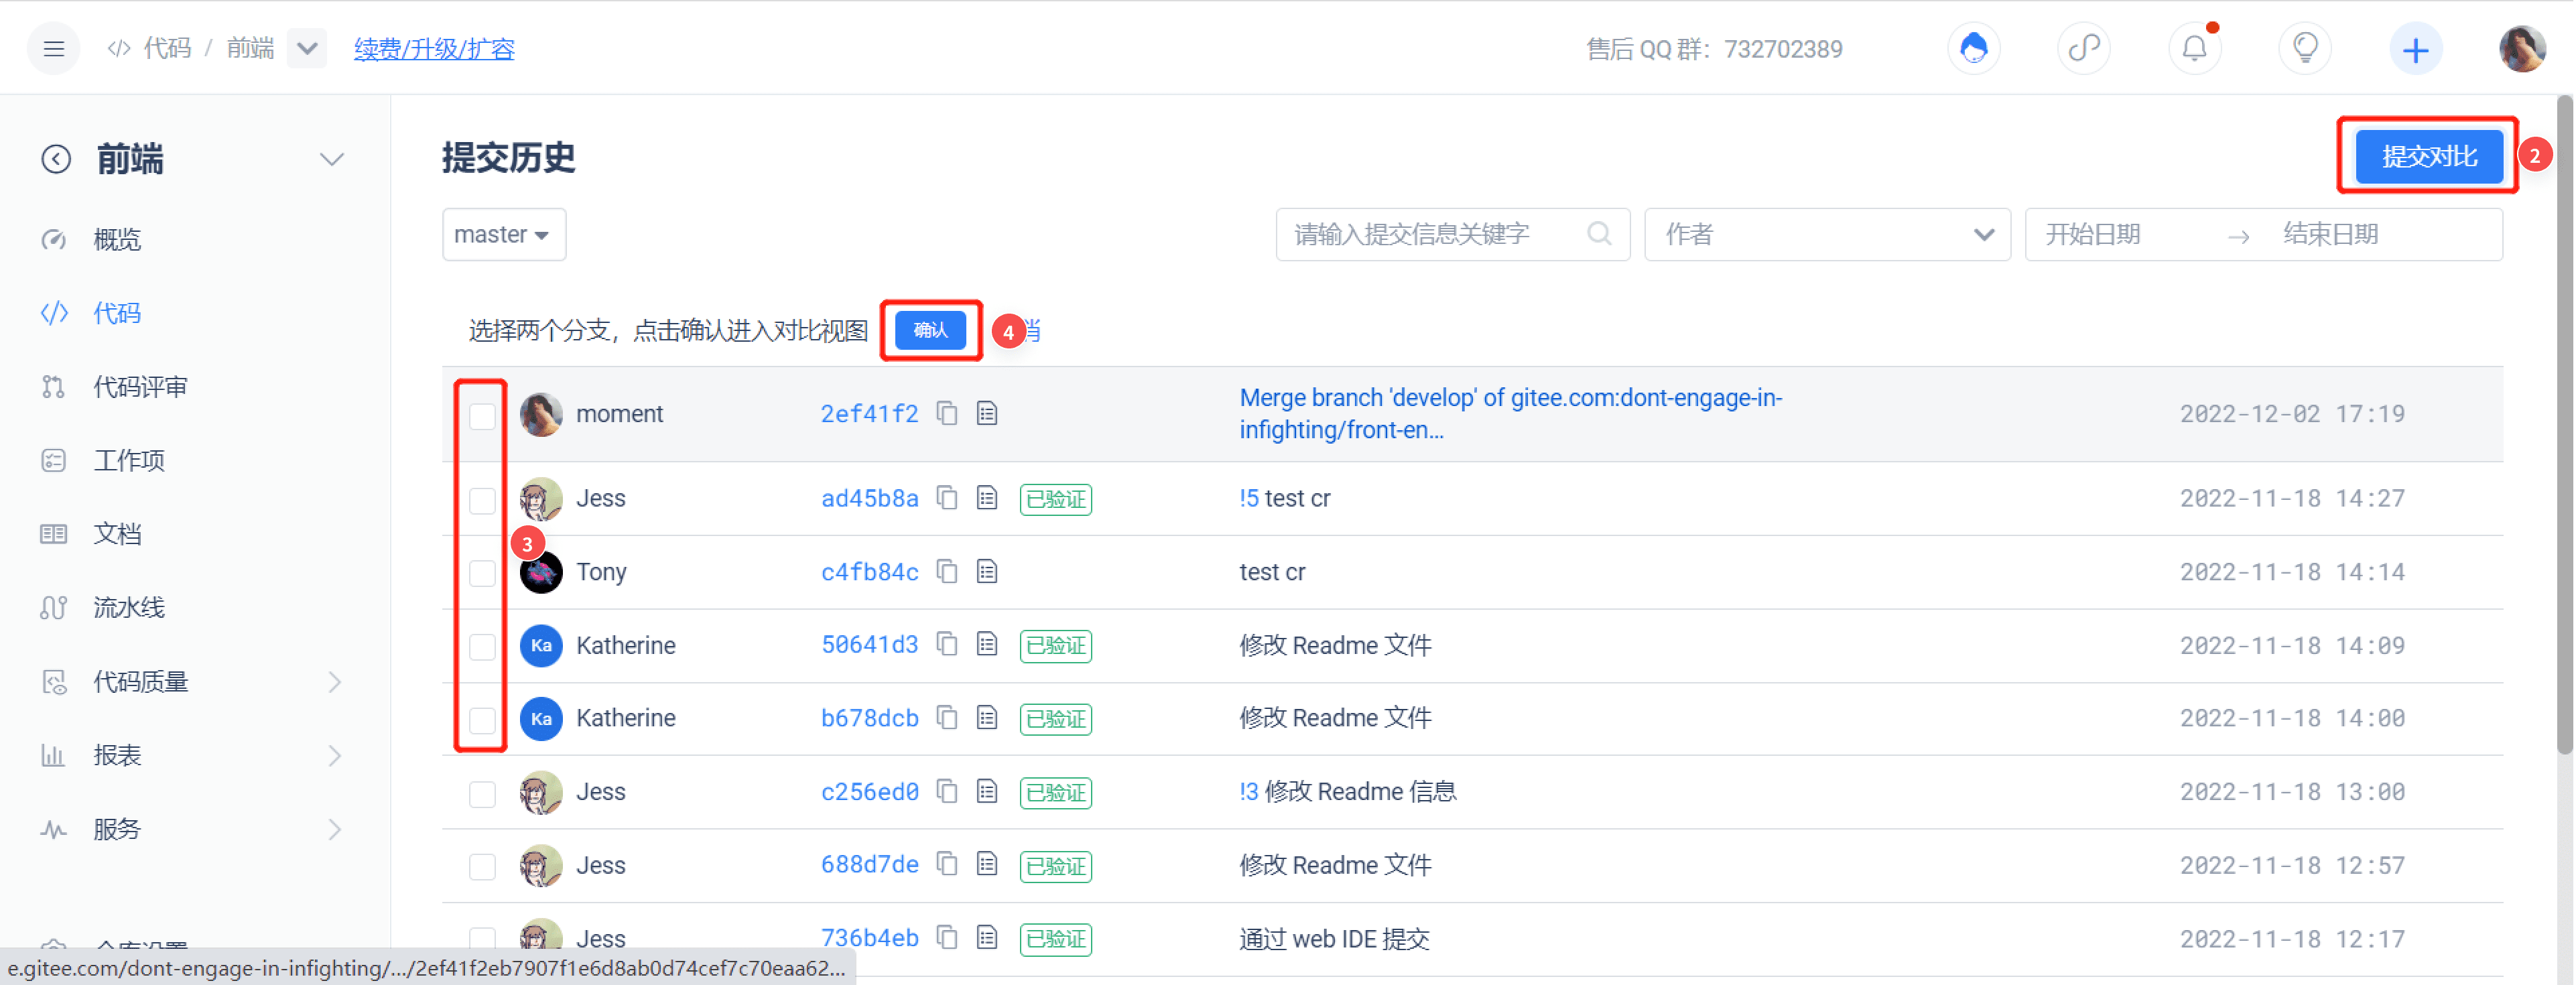 代码 / 前端
续费/升级/扩容
售后 QQ 群：732702389
前端
概览
代码
代码评审
工作项
文档
流水线
代码质量
报表
服务
提交历史
提交对比
2
master
请输入提交信息关键字
作者
开始日期 → 结束日期
选择两个分支，点击确认进入对比视图 确认
4
3
moment 2ef41f2 Merge branch 'develop' of gitee.com:dont-engage-in-
infighting/front-en... 2022-12-02 17:19
Jess ad45b8a 已验证 !5 test cr 2022-11-18 14:27
Tony c4fb84c test cr 2022-11-18 14:14
Ka Katherine 50641d3 已验证 修改 Readme 文件 2022-11-18 14:09
Ka Katherine b678dcb 已验证 修改 Readme 文件 2022-11-18 14:00
Jess c256ed0 已验证 !3 修改 Readme 信息 2022-11-18 13:00
Jess 688d7de 已验证 修改 Readme 文件 2022-11-18 12:57
Jess 736b4eb 已验证 通过 web IDE 提交 2022-11-18 12:17
e.gitee.com/dont-engage-in-infighting/.../2ef41f2eb7907f1e6d8ab0d74cef7c70eaa62...